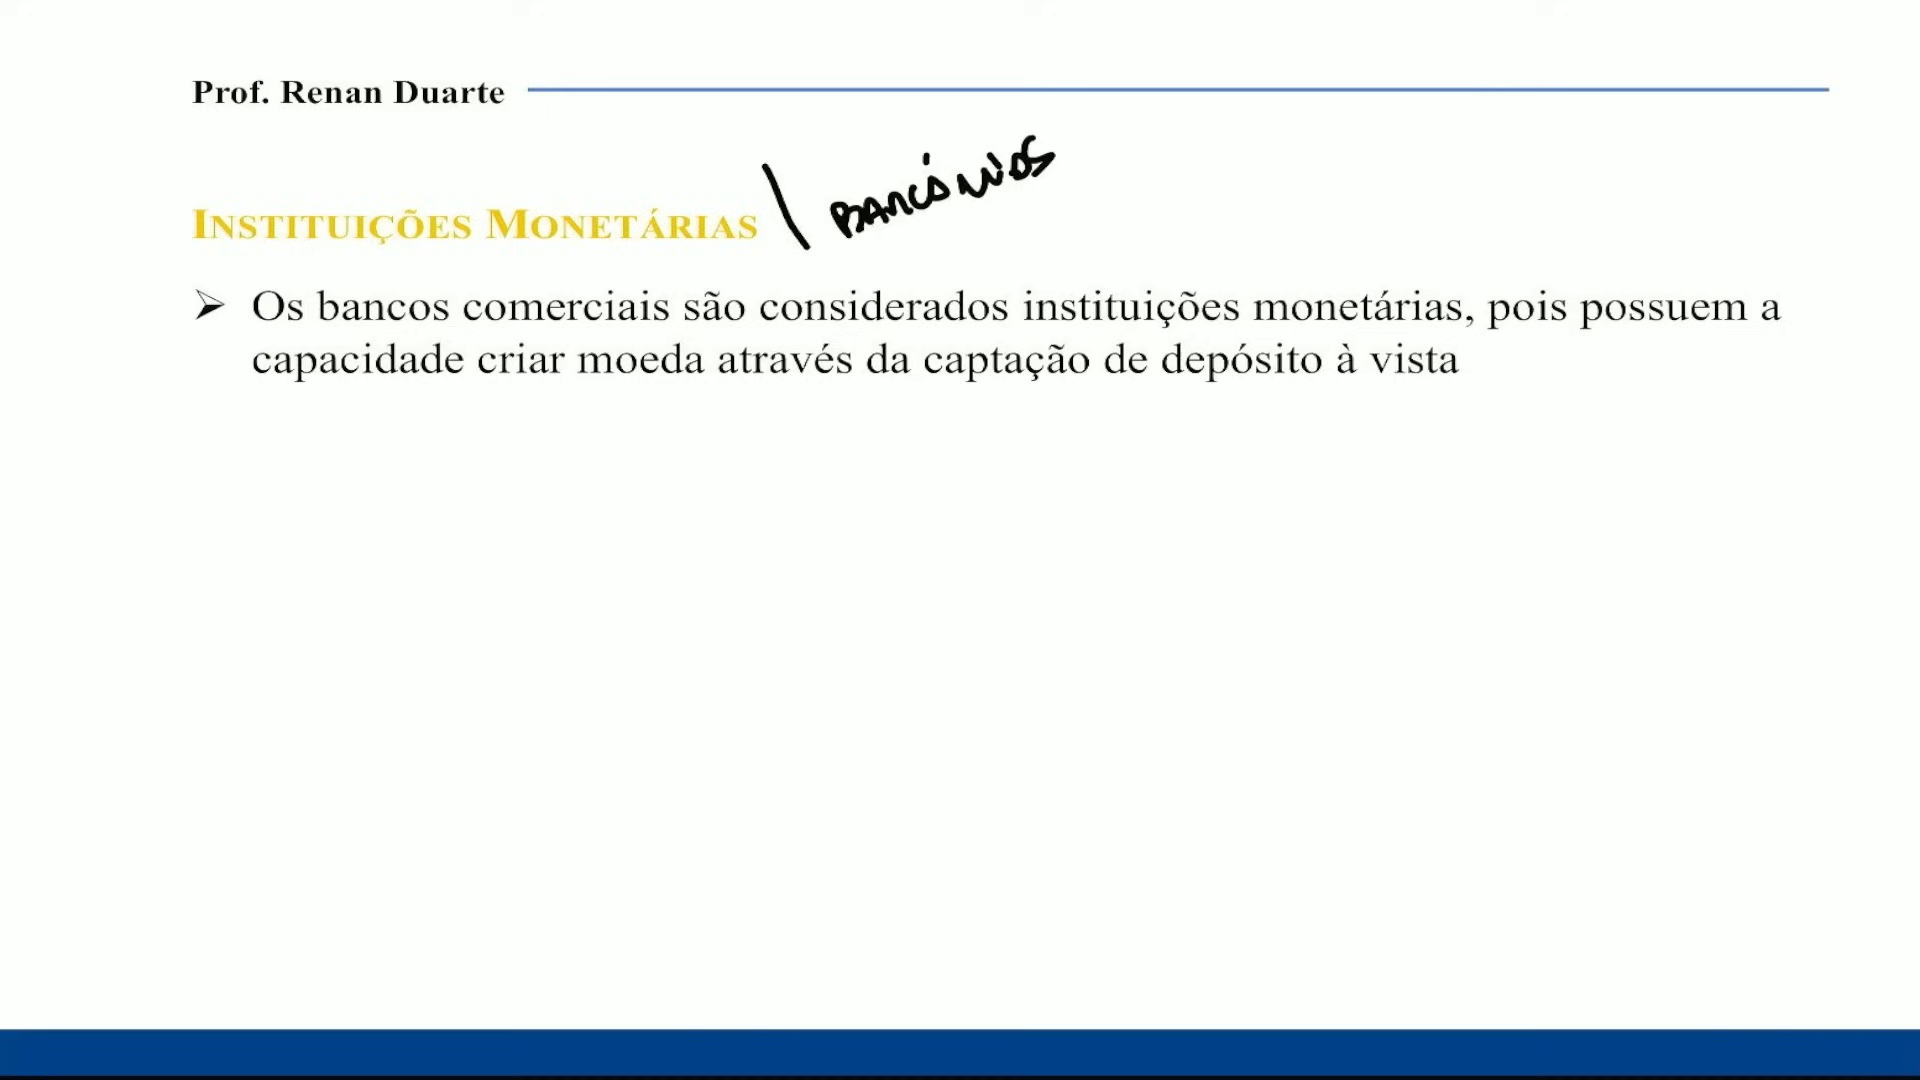 Prof. Renan Duarte
INSTITUIÇÕES MONETÁRIAS \ BANCÁRIOS
Os bancos comerciais são considerados instituições monetárias, pois possuem a
capacidade criar moeda através da captação de depósito à vista